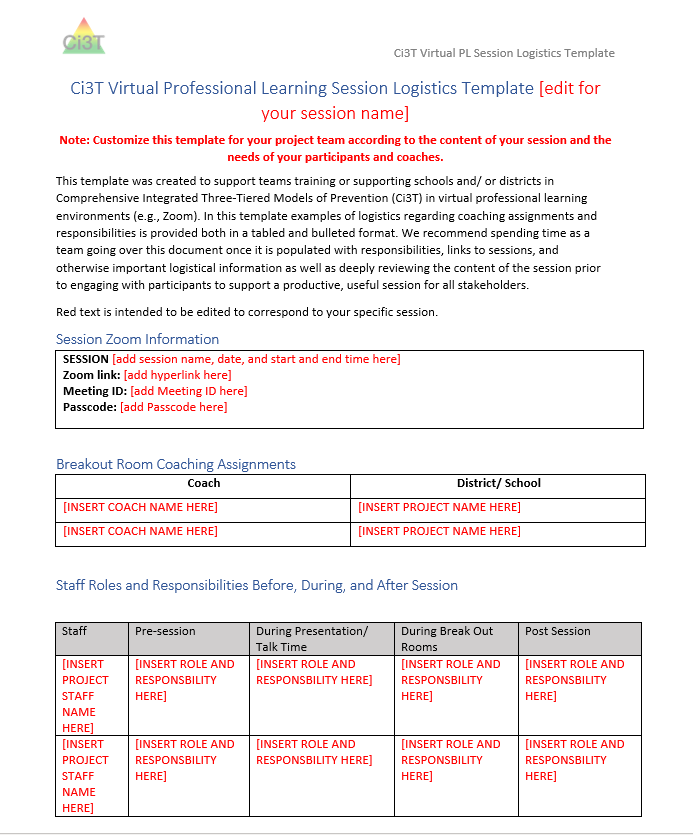 Ci3T
Ci3T Virtual PL Session Logistics Template
Ci3T Virtual Professional Learning Session Logistics Template [edit for
your session name]
Note: Customize this template for your project team according to the content of your session and the
needs of your participants and coaches.
This template was created to support teams training or supporting schools and/ or districts in
Comprehensive Integrated Three-Tiered Models of Prevention (Ci3T) in virtual professional learning
environments (e.g., Zoom). In this template examples of logistics regarding coaching assignments and
responsibilities is provided both in a tabled and bulleted format. We recommend spending time as a
team going over this document once it is populated with responsibilities, links to sessions, and
otherwise important logistical information as well as deeply reviewing the content of the session prior
to engaging with participants to support a productive, useful session for all stakeholders.
Red text is intended to be edited to correspond to your specific session.
Session Zoom Information
SESSION [add session name, date, and start and end time here]
Zoom link: [add hyperlink here]
Meeting ID: [add Meeting ID here]
Passcode: [add Passcode here]
Breakout Room Coaching Assignments
Coach District/ School
[INSERT COACH NAME HERE] [INSERT PROJECT NAME HERE]
[INSERT COACH NAME HERE] [INSERT PROJECT NAME HERE]
Staff Roles and Responsibilities Before, During, and After Session
Staff Pre-session During Presentation/ During Break Out Post Session
Talk Time Rooms
[INSERT [INSERT ROLE AND [INSERT ROLE AND [INSERT ROLE AND [INSERT ROLE AND
PROJECT RESPONSBILITY RESPONSBILITY HERE] RESPONSBILITY RESPONSBILITY
STAFF HERE] HERE] HERE]
NAME
HERE]
[INSERT [INSERT ROLE AND [INSERT ROLE AND [INSERT ROLE AND [INSERT ROLE AND
PROJECT RESPONSBILITY RESPONSBILITY HERE] RESPONSBILITY RESPONSBILITY
STAFF HERE] HERE] HERE]
NAME
HERE]